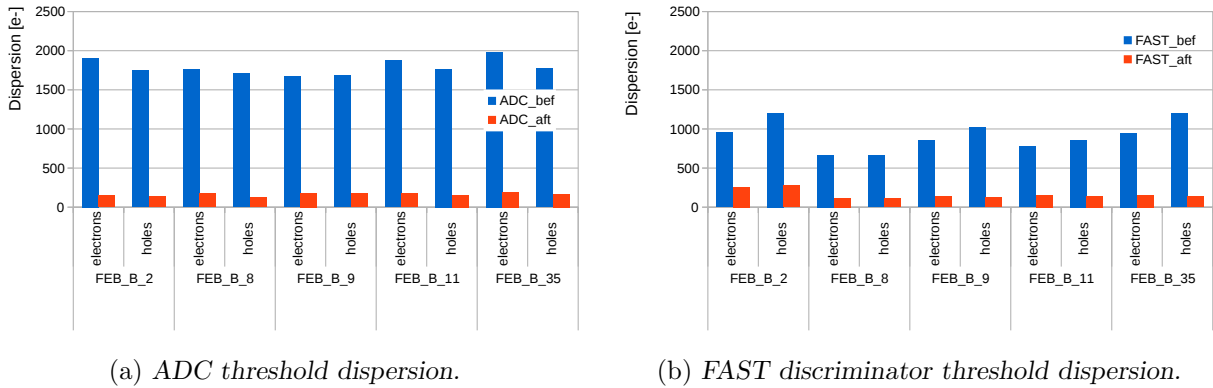 Dispersion [e-]
2500
2000
1500
1000
500
0
ADC_bef
ADC_aft
electrons
holes
electrons
holes
electrons
holes
electrons
holes
electrons
holes
FEB_B_2
FEB_B_8
FEB_B_9
FEB_B_11
FEB_B_35
(a) ADC threshold dispersion.
Dispersion [e-]
2500
2000
1500
1000
500
0
FAST_bef
FAST_aft
electrons
holes
electrons
holes
electrons
holes
electrons
holes
electrons
holes
FEB_B_2
FEB_B_8
FEB_B_9
FEB_B_11
FEB_B_35
(b) FAST discriminator threshold dispersion.